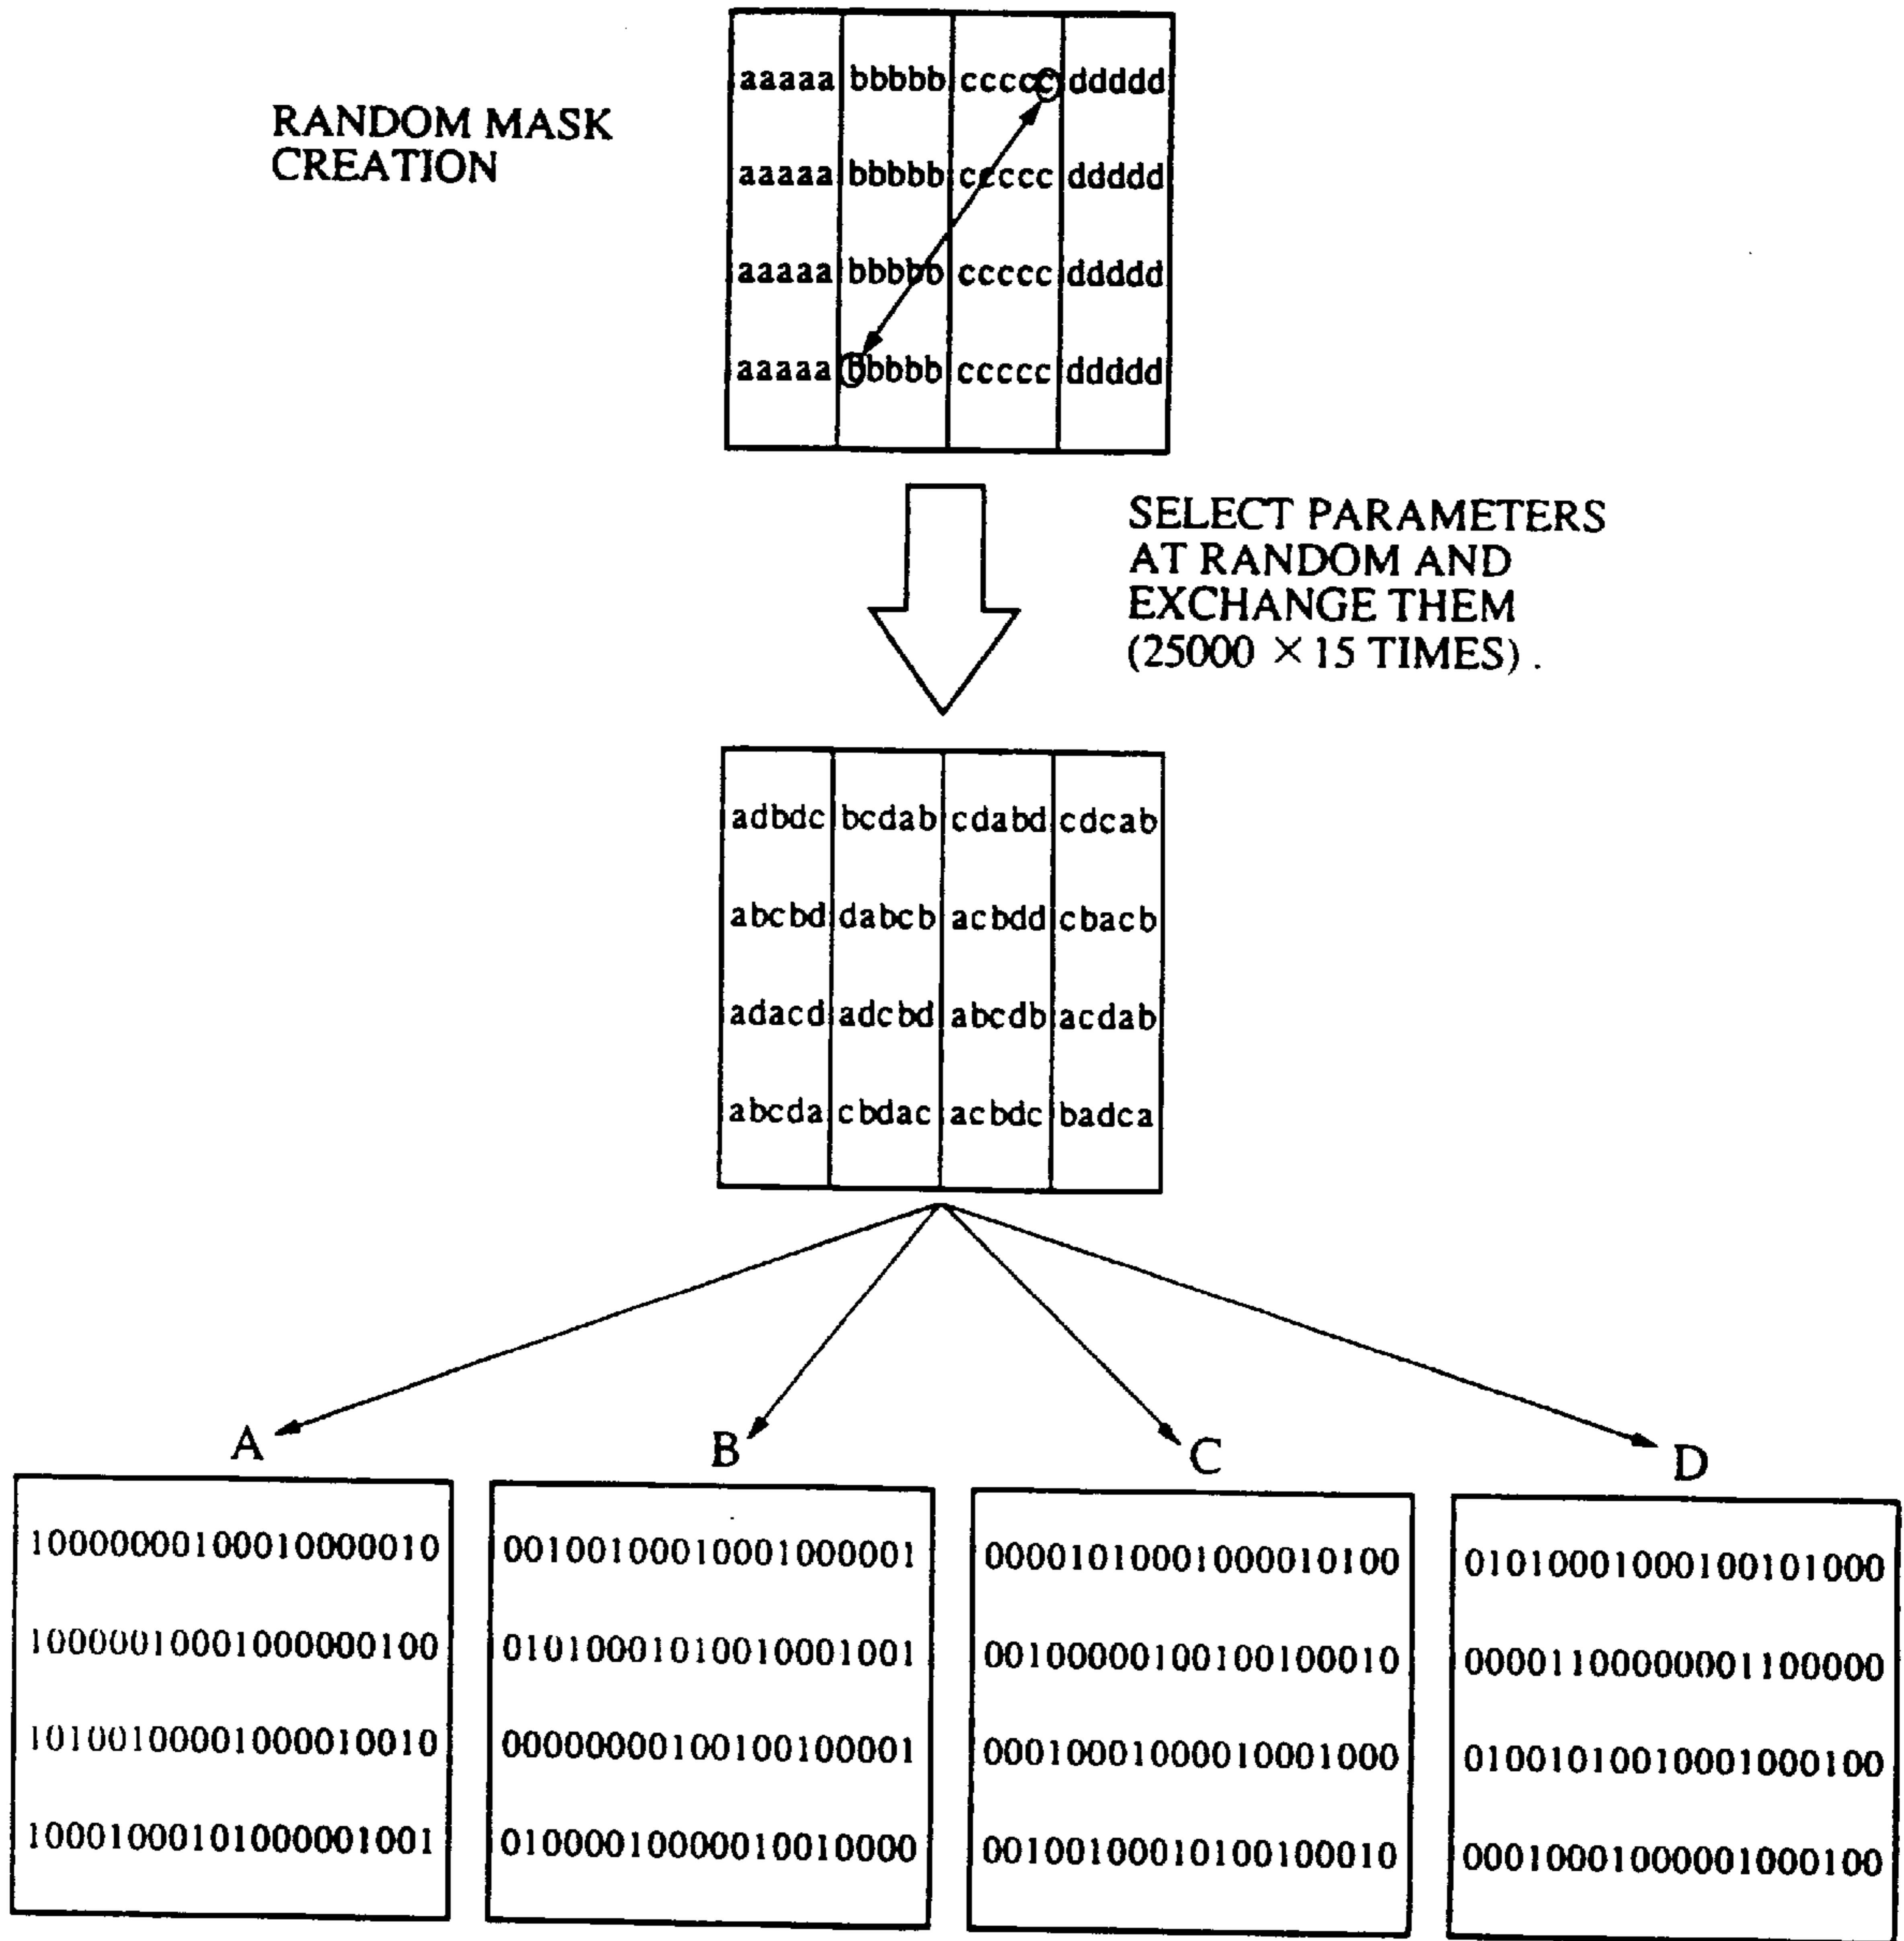 RANDOM MASK
CREATION
aaaaa bbbbb ccccc ddddd
aaaaa bbbbb ccccc ddddd
aaaaa bbbbb ccccc ddddd
aaaaa bbbbb ccccc ddddd
SELECT PARAMETERS
AT RANDOM AND
EXCHANGE THEM
(25000 × 15 TIMES).
adbdc bcdab cdabd cdcab
abcbd dabcb acbdd cbacb
adacd adcbd abcdb acdab
abcda cbdac acbdc badca
A
10000000100010000010
10000010001000000100
10100100001000010010
10001000101000001001
B
00100100010001000001
01010001010010001001
00000000100100100001
01000010000010010000
C
00001010001000010100
00100000100100100010
00010001000010001000
00100100010100100010
D
01010001000100101000
00001100000001100000
01001010010001000100
00010001000001000100